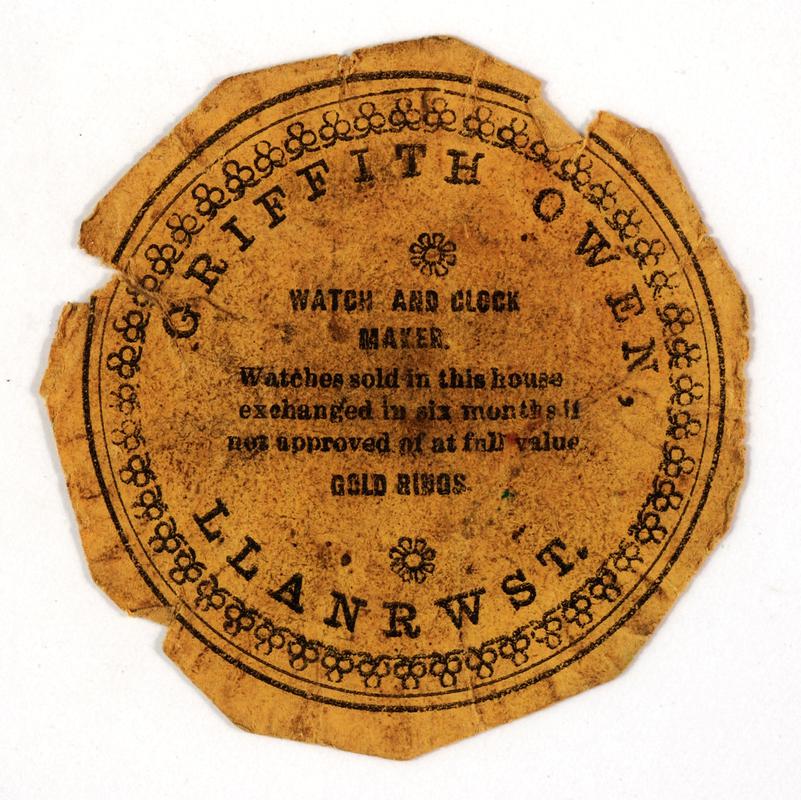 GRIFFITH OWEN,
WATCH AND CLOCK
MAKER.
Watches sold in this house
exchanged in six months if
not approved of at full value
GOLD RINGS.
LLANRWST.